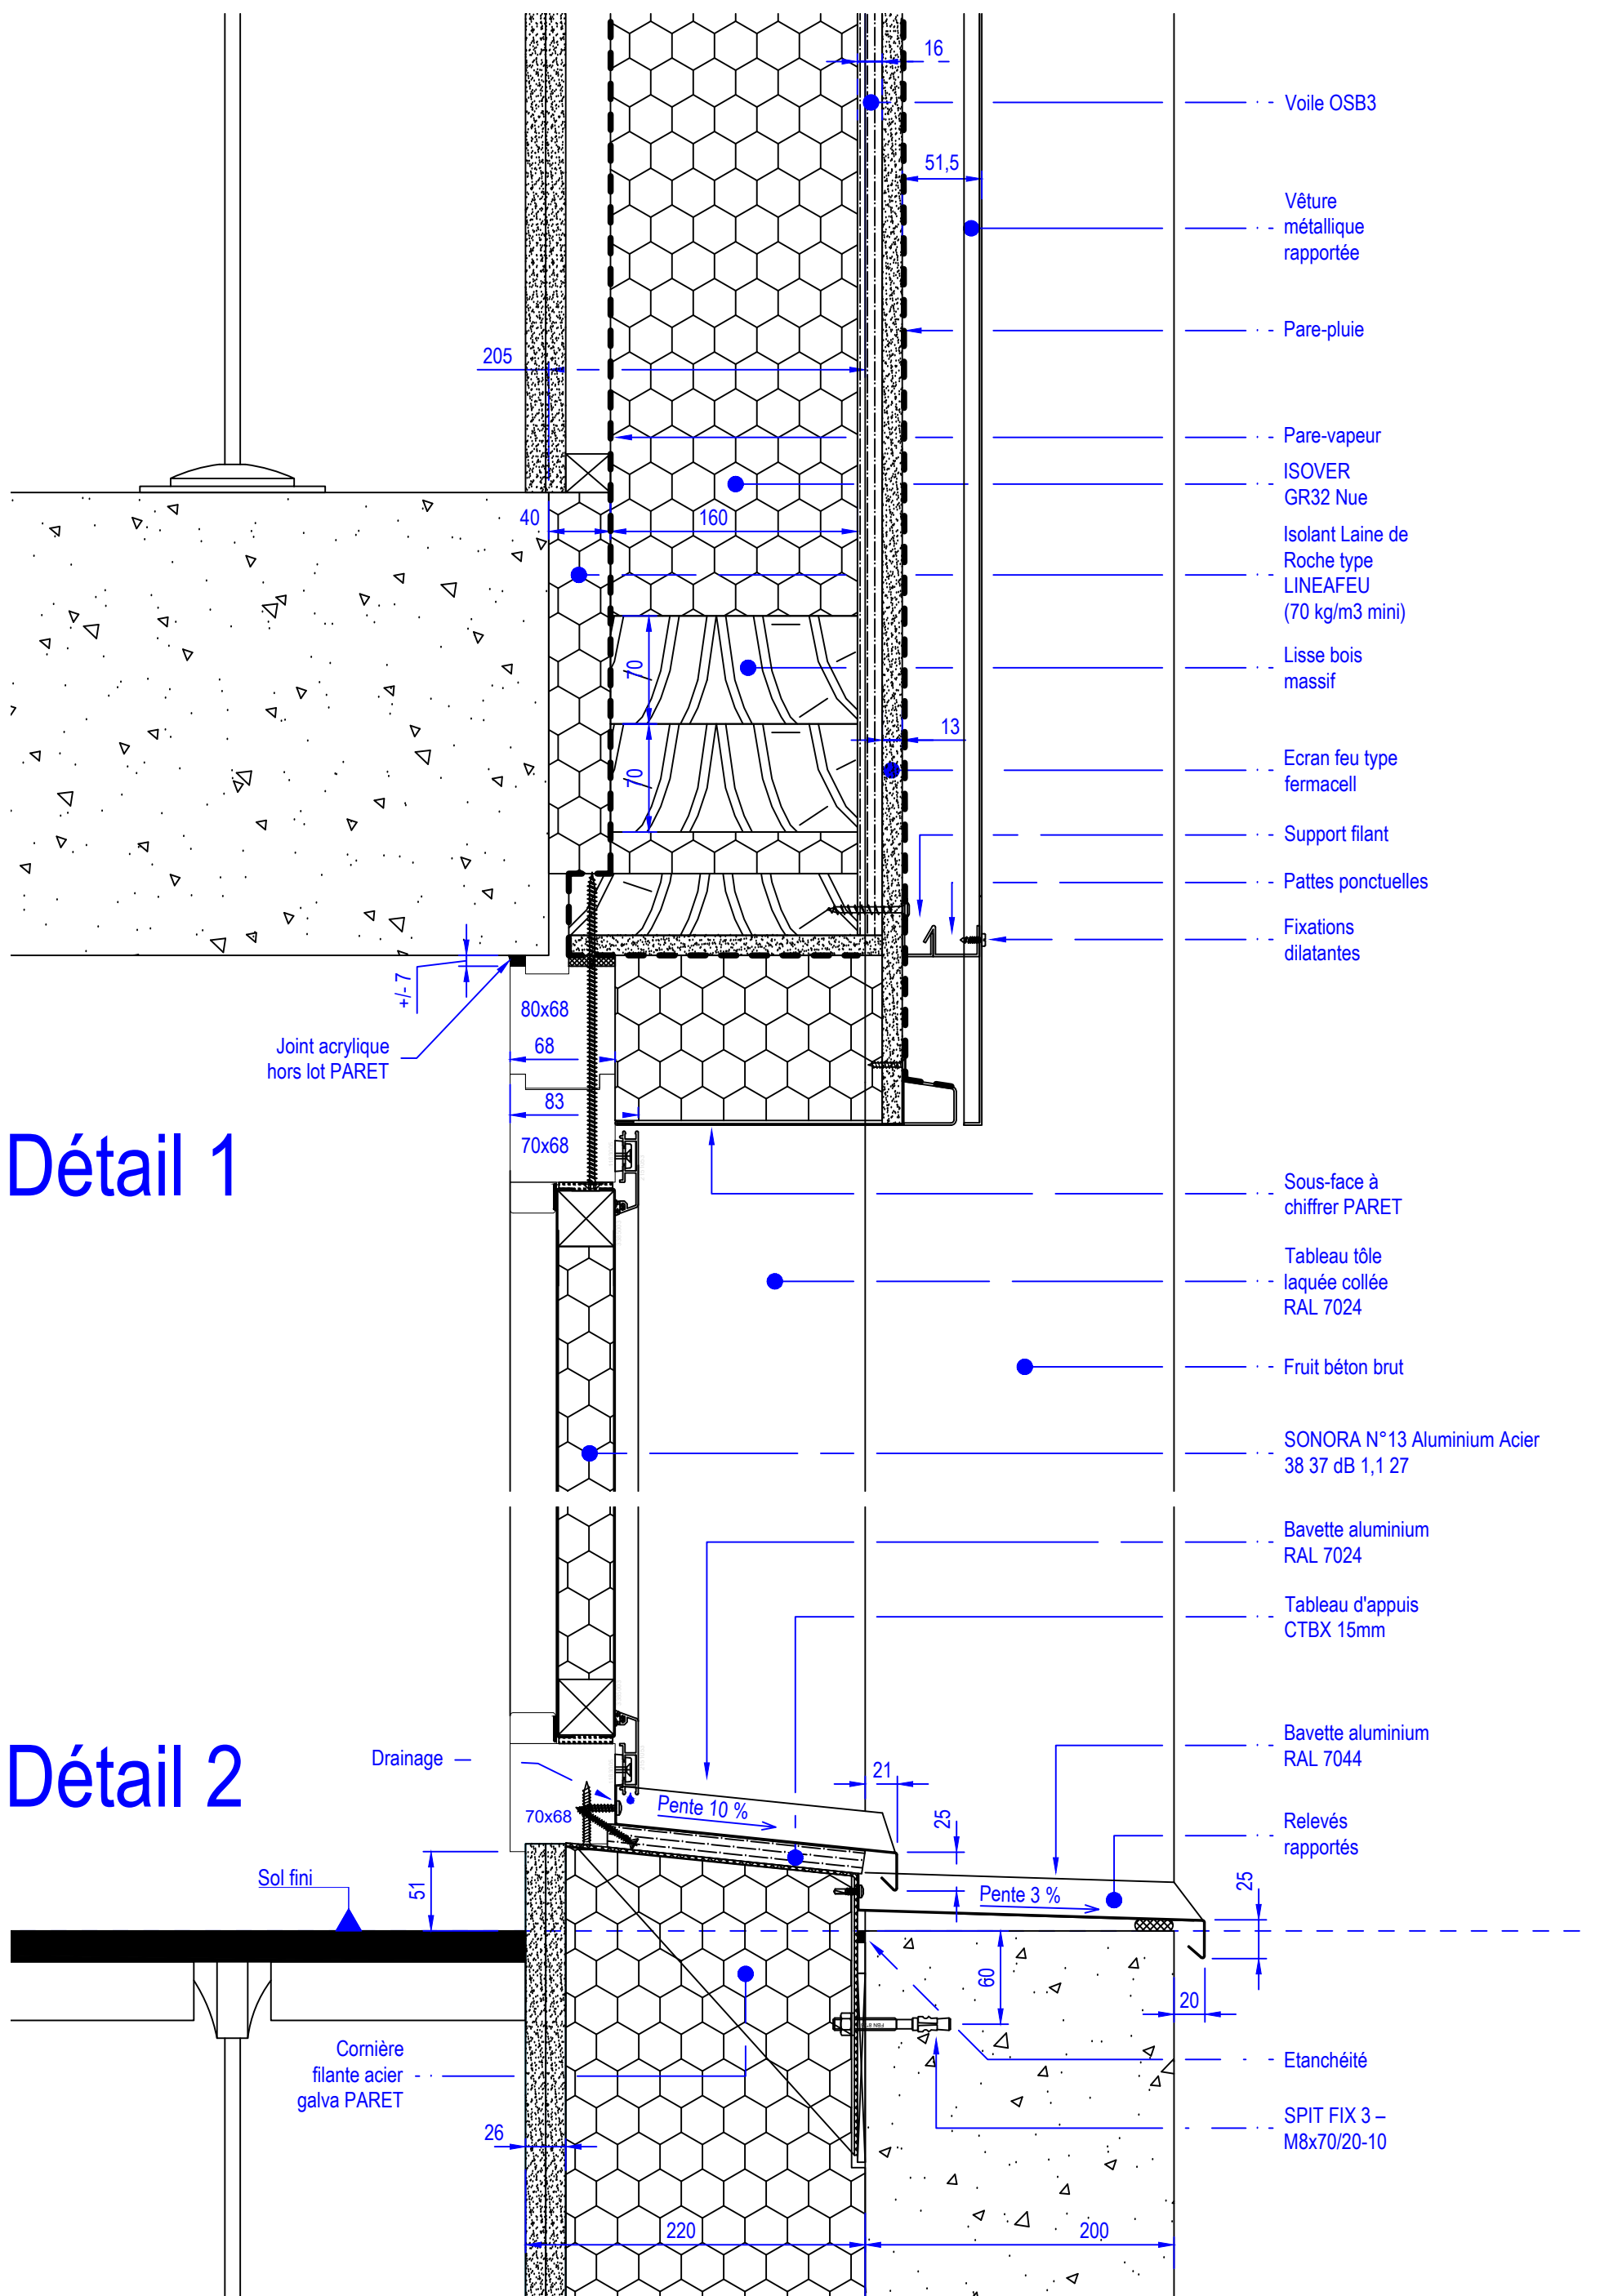 16
Voile OSB3
51,5
Vêture
métallique
rapportée
Pare-pluie
205
Pare-vapeur
ISOVER
GR32 Nue
40
160
Isolant Laine de
Roche type
LINEAFEU
(70 kg/m3 mini)
Lisse bois
massif
70
13
70
Ecran feu type
fermacell
Support filant
Pattes ponctuelles
Fixations
dilatantes
+/- 7
80x68
Joint acrylique
hors lot PARET
68
83
70x68
Détail 1
Sous-face à
chiffrer PARET
Tableau tôle
laquée collée
RAL 7024
Fruit béton brut
SONORA N°13 Aluminium Acier
38 37 dB 1,1 27
Bavette aluminium
RAL 7024
Tableau d'appuis
CTBX 15mm
Détail 2
Drainage
Bavette aluminium
RAL 7044
21
Pente 10 %
70x68
25
Relevés
rapportés
Sol fini
51
Pente 3 %
25
60
20
Cornière
filante acier
galva PARET
Etanchéité
SPIT FIX 3 –
M8x70/20-10
26
220
200